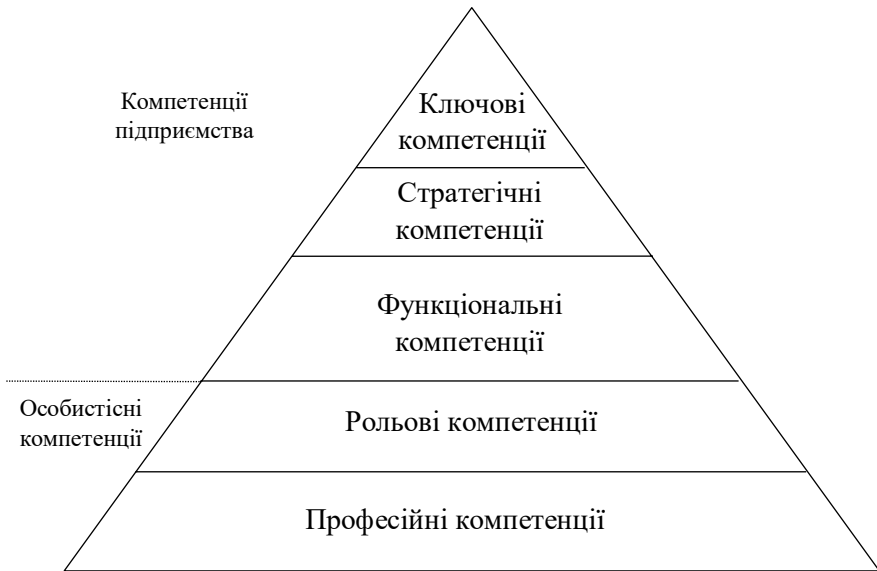 Компетенції
підприємства
Ключові
компетенції
Стратегічні
компетенції
Функціональні
компетенції
Особистісні
компетенції
Рольові компетенції
Професійні компетенції